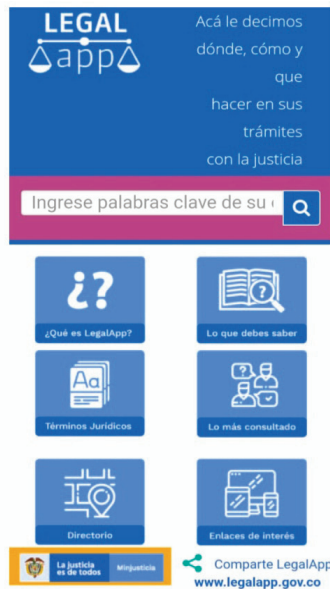 LEGAL
app
Acá le decimos
dónde, cómo y
que
hacer en sus
trámites
con la justicia
Ingrese palabras clave de su
¿?
¿Qué es LegalApp?
?
Lo que debes saber
Aa
Términos Jurídicos
?
Lo más consultado
Directorio
Enlaces de interés
La justicia
es de todos
Minjusticia
Comparte LegalApp
www.legalapp.gov.co